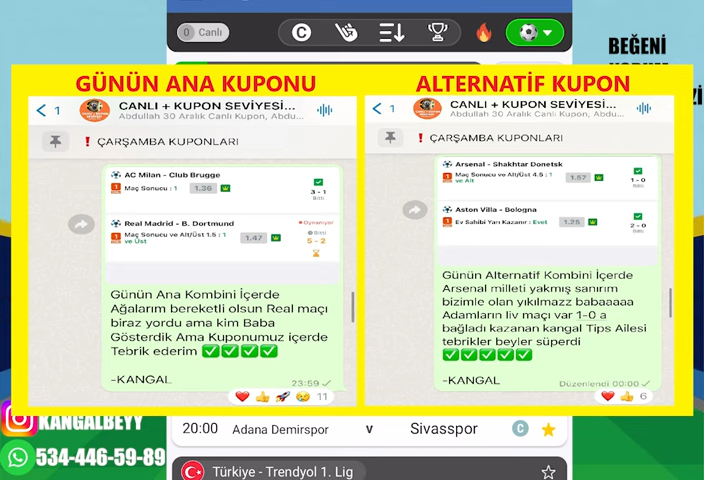 0 Canlı
BEĞENİ
GÜNÜN ANA KUPONU
1
CANLI + KUPON SEVİYESİ...
Abdullah 30 Aralık Canlı Kupon, Abdu...
ÇARŞAMBA KUPONLARI
AC Milan - Club Brugge
Maç Sonucu : 1
1.36
3 - 1
Bitti
Real Madrid - B. Dortmund
Oynanıyor
Maç Sonucu ve Alt/Üst 1.5 : 1
ve Üst
1.47
Bitti
5 - 2
Günün Ana Kombini İçerde
Ağalarım bereketli olsun Real maçı
biraz yordu ama kim Baba
Gösterdik Ama Kuponumuz içerde
Tebrik ederim ✅✅✅✅
-KANGAL
23:59
11
ALTERNATİF KUPON
1
CANLI + KUPON SEVİYESİ...
Abdullah 30 Aralık Canlı Kupon, Abdu...
ÇARŞAMBA KUPONLARI
Arsenal - Shakhtar Donetsk
Maç Sonucu ve Alt/Üst 4.5 : 1
ve Alt
1.57
1 - 0
Bitti
Aston Villa - Bologna
Ev Sahibi Yarı Kazanır : Evet
1.25
2 - 0
Bitti
Günün Alternatif Kombini İçerde
Arsenal milleti yakmış sanırım
bizimle olan yıkılmazz babaaaaa
Adamların liv maçı var 1-0 a
bağladı kazanan kangal Tips Ailesi
tebrikler beyler süperdi
✅✅✅✅✅
-KANGAL
Düzenlendi 00:00
6
KANGALBEYY
534-446-59-89
20:00 Adana Demirspor v Sivasspor C
Türkiye - Trendyol 1. Lig